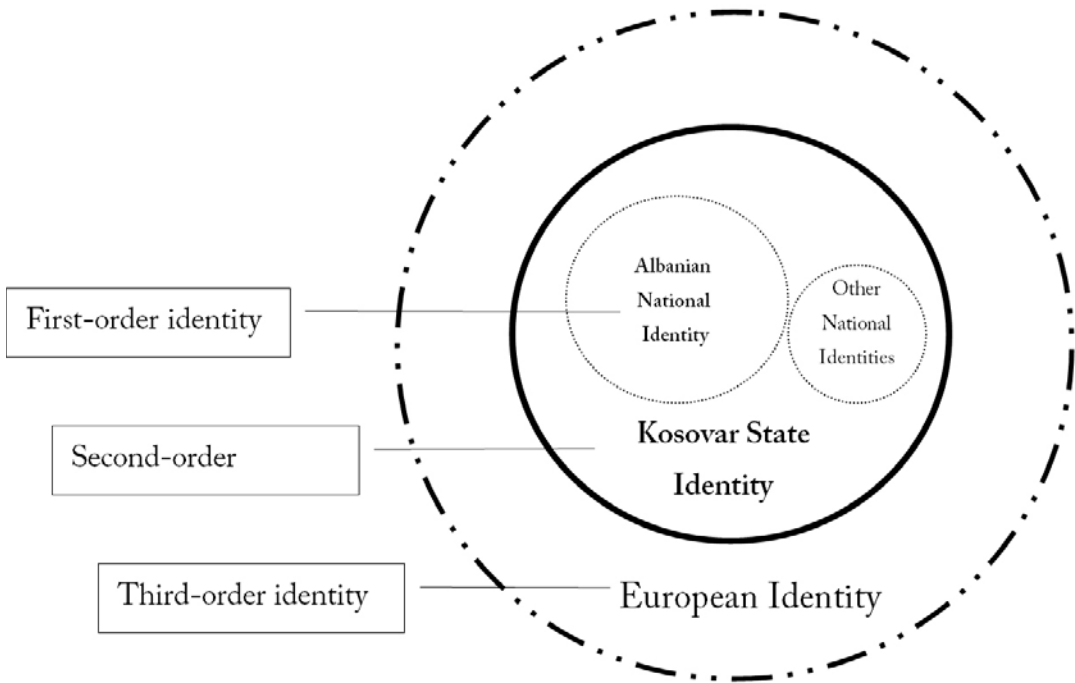 Albanian
National
Identity
Other
National
Identities
First-order identity
Kosovar State
Identity
Second-order
Third-order identity
European Identity